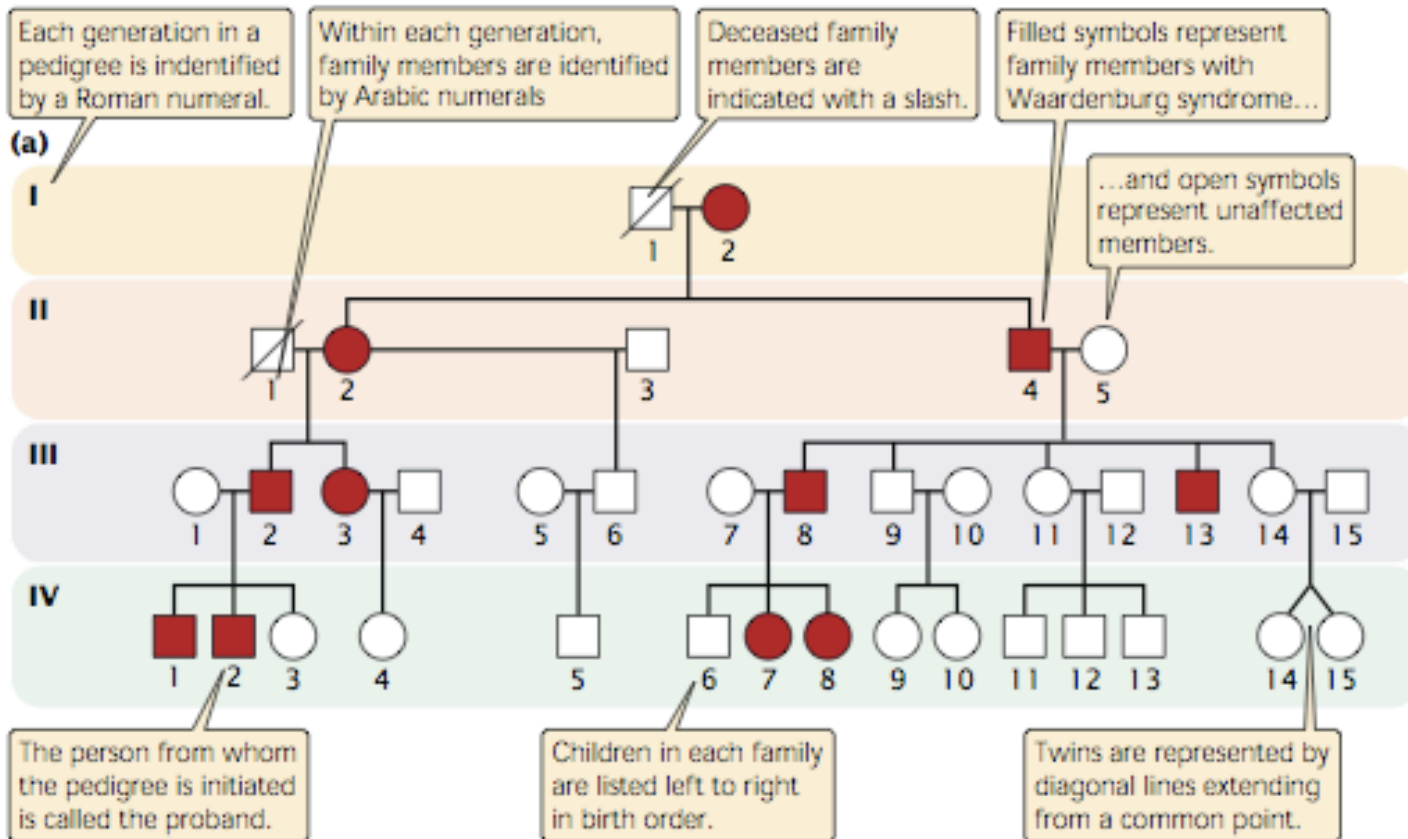 Each generation in a
pedigree is indentified
by a Roman numeral.
Within each generation,
family members are identified
by Arabic numerals
Deceased family
members are
indicated with a slash.
Filled symbols represent
family members with
Waardenburg syndrome...
(a)
I
...and open symbols
represent unaffected
members.
1 2
II
1 2 3 4 5
III
1 2 3 4 5 6 7 8 9 10 11 12 13 14 15
IV
1 2 3 4 5 6 7 8 9 10 11 12 13 14 15
The person from whom
the pedigree is initiated
is called the proband.
Children in each family
are listed left to right
in birth order.
Twins are represented by
diagonal lines extending
from a common point.